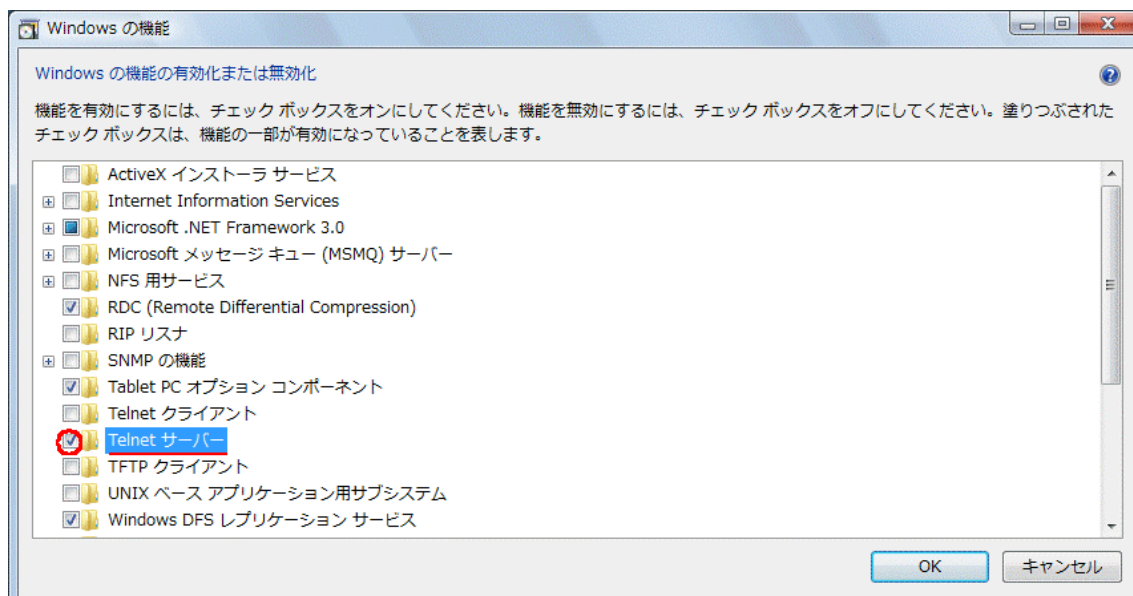 Windows の機能
Windows の機能の有効化または無効化
機能を有効にするには、チェック ボックスをオンにしてください。機能を無効にするには、チェック ボックスをオフにしてください。塗りつぶされた
チェック ボックスは、機能の一部が有効になっていることを表します。
ActiveX インストーラ サービス
Internet Information Services
Microsoft .NET Framework 3.0
Microsoft メッセージ キュー (MSMQ) サーバー
NFS 用サービス
RDC (Remote Differential Compression)
RIP リスナ
SNMP の機能
Tablet PC オプション コンポーネント
Telnet クライアント
Telnet サーバー
TFTP クライアント
UNIX ベース アプリケーション用サブシステム
Windows DFS レプリケーション サービス
OK
キャンセル